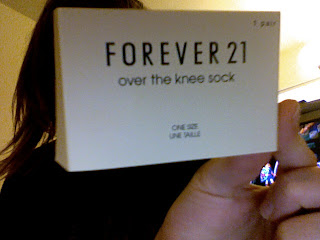 1 pair
FOREVER 21
over the knee sock
ONE SIZE
UNE TAILLE